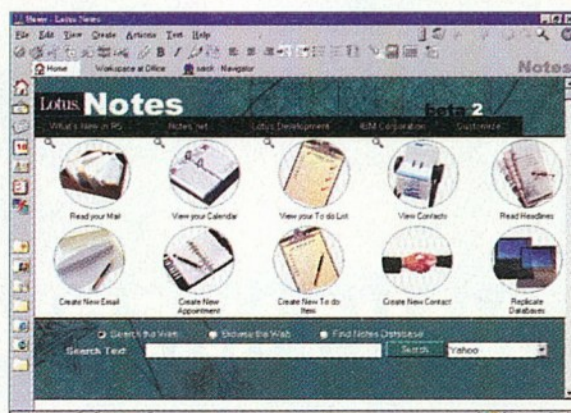 Home - Lotus Notes
File Edit View Create Actions Text Help
Home Workspace at Office Navigator
Notes
Lotus. Notes
beta 2
What's New in R5 Notes.net Lotus Development IBM Corporation Customize
Read your Mail View your Calendar View your To do List View Contacts Read Headlines
Create New Email Create New Appointment Create New To do Item Create New Contact Replicate Databases
Search the Web Browse the Web Find Notes Database
Search Text Search Yahoo